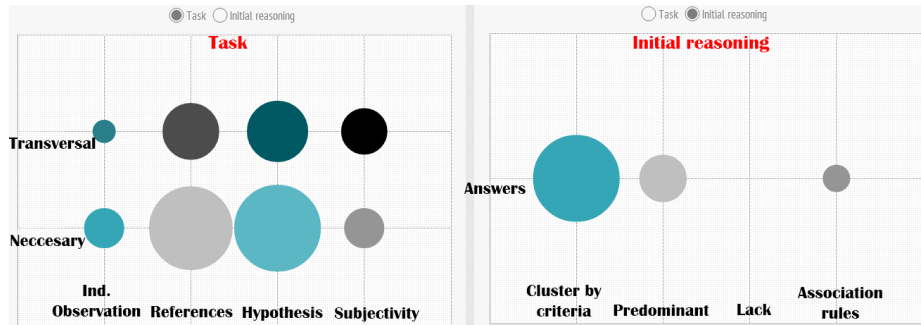 Task Initial reasoning
Task
Transversal
Neccesary
Ind.
Observation References Hypothesis Subjectivity
Task Initial reasoning
Initial reasoning
Answers
Cluster by
criteria Predominant Lack Association
rules